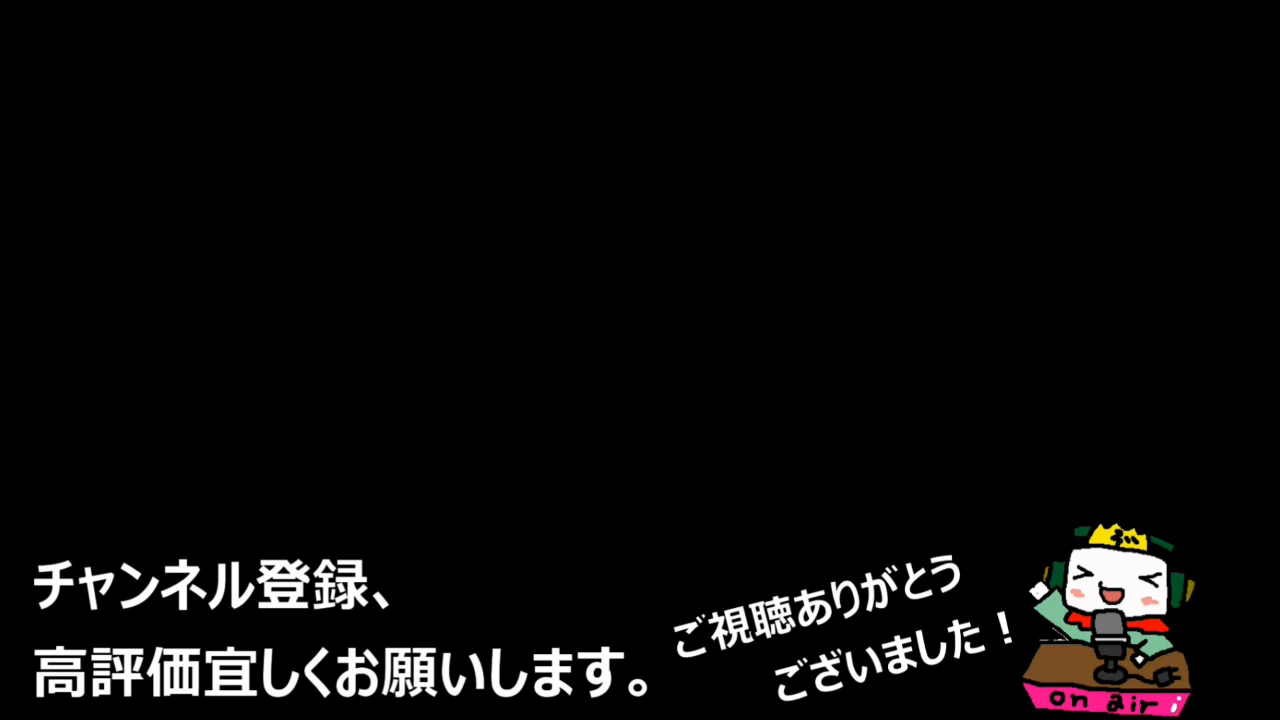 チャンネル登録、
高評価宜しくお願いします。
ご視聴ありがとう
ございました！
on air